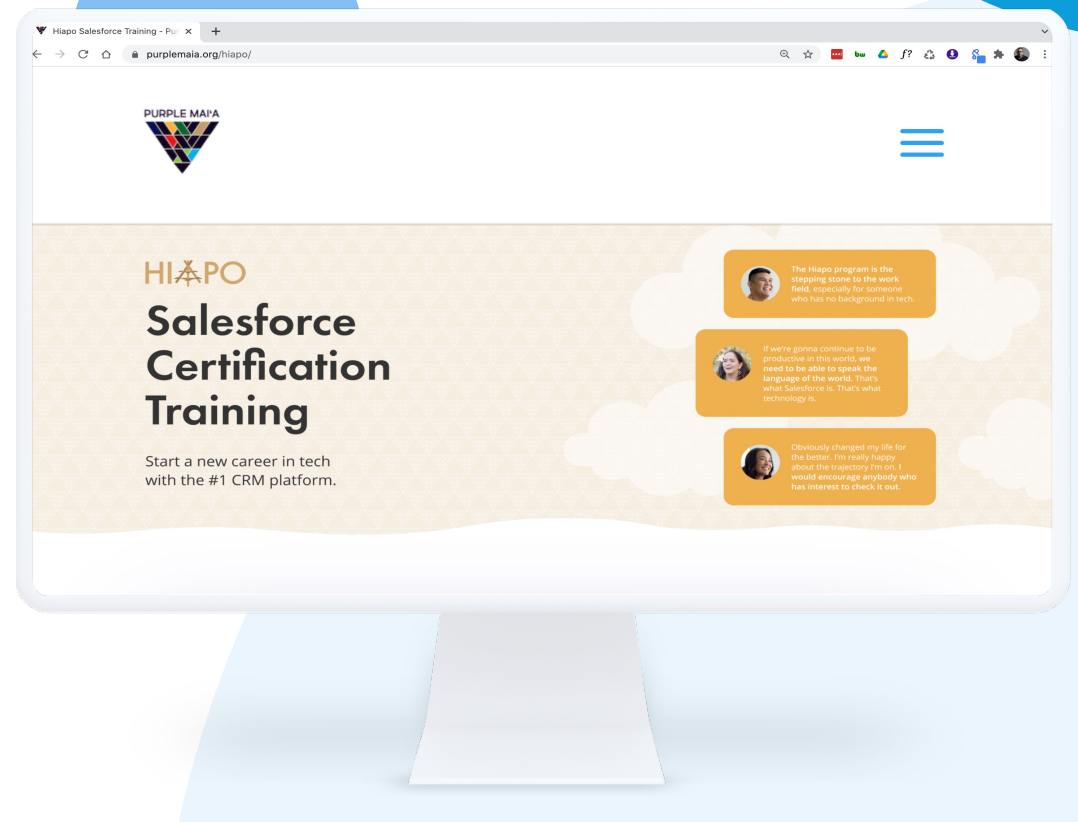 Hiapo Salesforce Training - Pur
purplemaia.org/hiapo/
bw
f?
PURPLE MAI'A
HIAPO
Salesforce
Certification
Training
Start a new career in tech
with the #1 CRM platform.
The Hiapo program is the
stepping stone to the work
field, especially for someone
who has no background in tech.
If we're gonna continue to be
productive in this world, we
need to be able to speak the
language of the world. That's
what Salesforce is. That's what
technology is.
Obviously changed my life for
the better. I'm really happy
about the trajectory I'm on. I
would encourage anybody who
has interest to check it out.